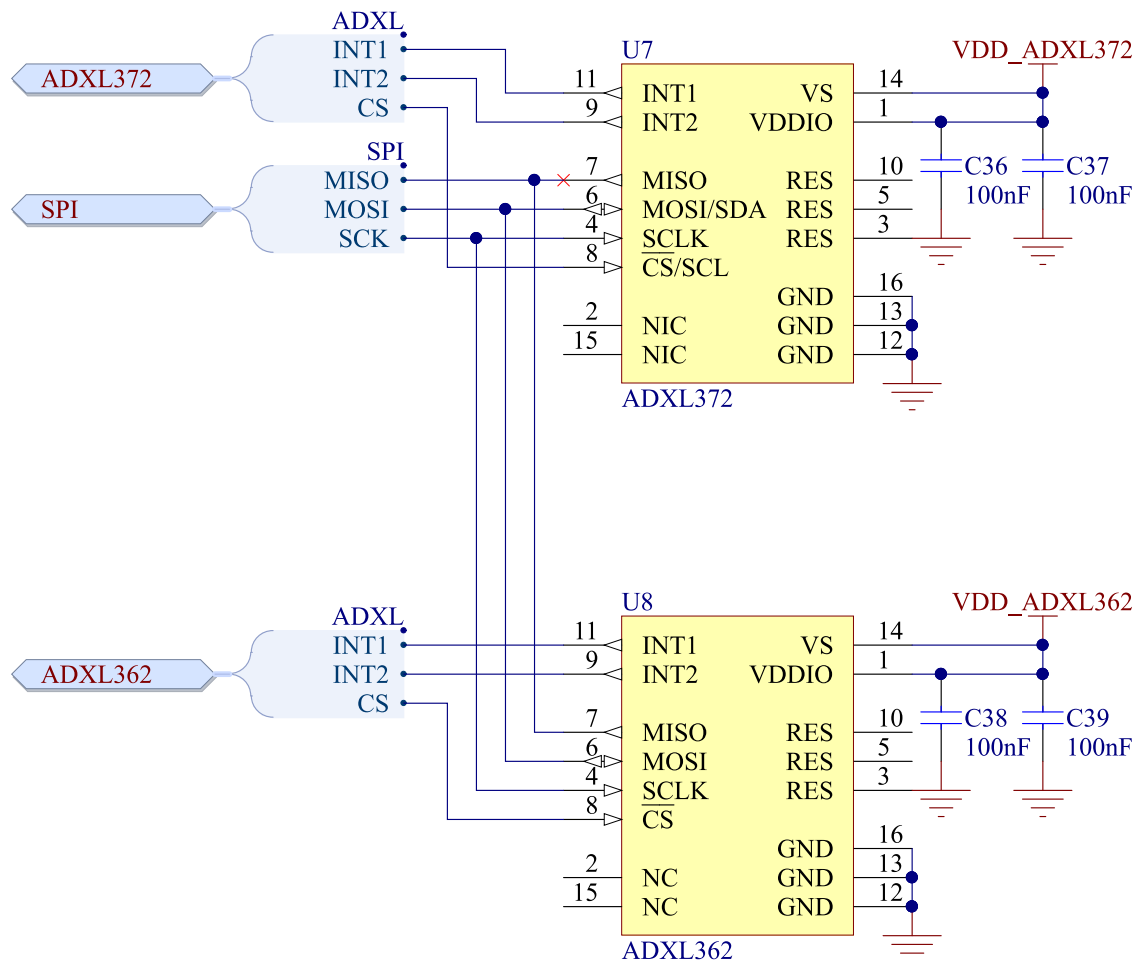 ADXL372
ADXL
INT1
INT2
CS
SPI
SPI
MISO
MOSI
SCK
U7
11
9
7
6
4
8
2
15
INT1
INT2
MISO
MOSI/SDA
SCLK
CS/SCL
NIC
NIC
VS
VDDIO
RES
RES
RES
GND
GND
GND
14
1
10
5
3
16
13
12
ADXL372
VDD_ADXL372
C36
100nF
C37
100nF
ADXL362
ADXL
INT1
INT2
CS
U8
11
9
7
6
4
8
2
15
INT1
INT2
MISO
MOSI
SCLK
CS
NC
NC
VS
VDDIO
RES
RES
RES
GND
GND
GND
14
1
10
5
3
16
13
12
ADXL362
VDD_ADXL362
C38
100nF
C39
100nF